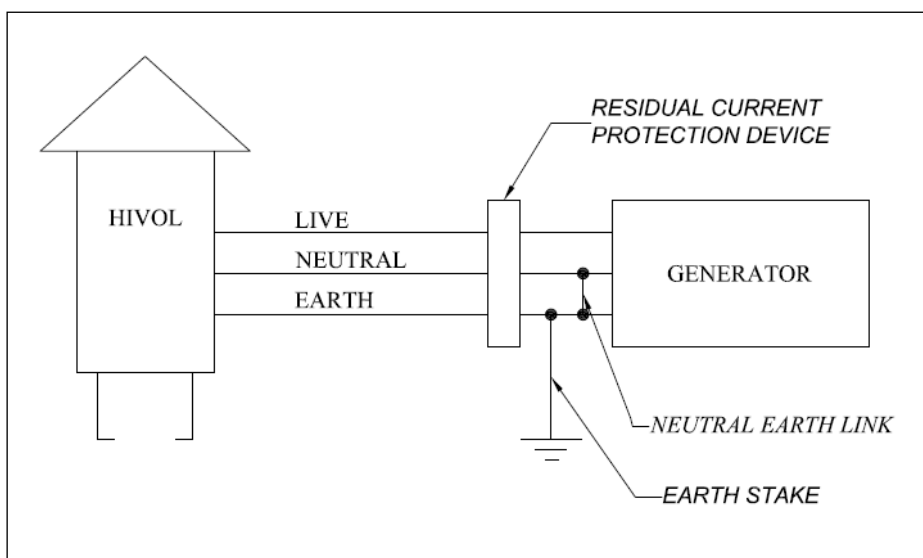 RESIDUAL CURRENT
PROTECTION DEVICE
HIVOL
LIVE
NEUTRAL
EARTH
GENERATOR
NEUTRAL EARTH LINK
EARTH STAKE